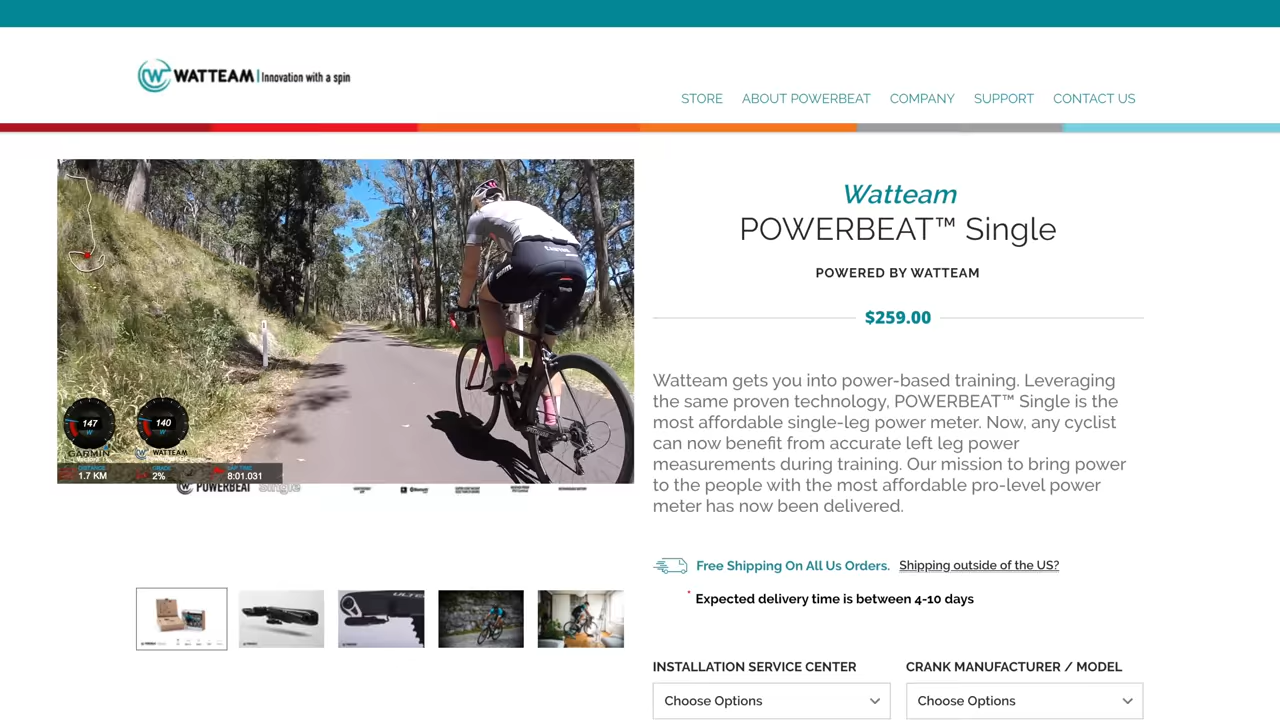 WATTEAM | Innovation with a spin
STORE ABOUT POWERBEAT COMPANY SUPPORT CONTACT US
Watteam
POWERBEAT™ Single
POWERED BY WATTEAM
$259.00
Watteam gets you into power-based training. Leveraging
the same proven technology, POWERBEAT™ Single is the
most affordable single-leg power meter. Now, any cyclist
can now benefit from accurate left leg power
measurements during training. Our mission to bring power
to the people with the most affordable pro-level power
meter has now been delivered.
147 W
GARMIN
140 W
WATTEAM
DISTANCE
1.7 KM
GRADE
2%
LAP TIME
8:01.031
POWERBEAT Single
Free Shipping On All Us Orders. Shipping outside of the US?
* Expected delivery time is between 4-10 days
INSTALLATION SERVICE CENTER
Choose Options
CRANK MANUFACTURER / MODEL
Choose Options